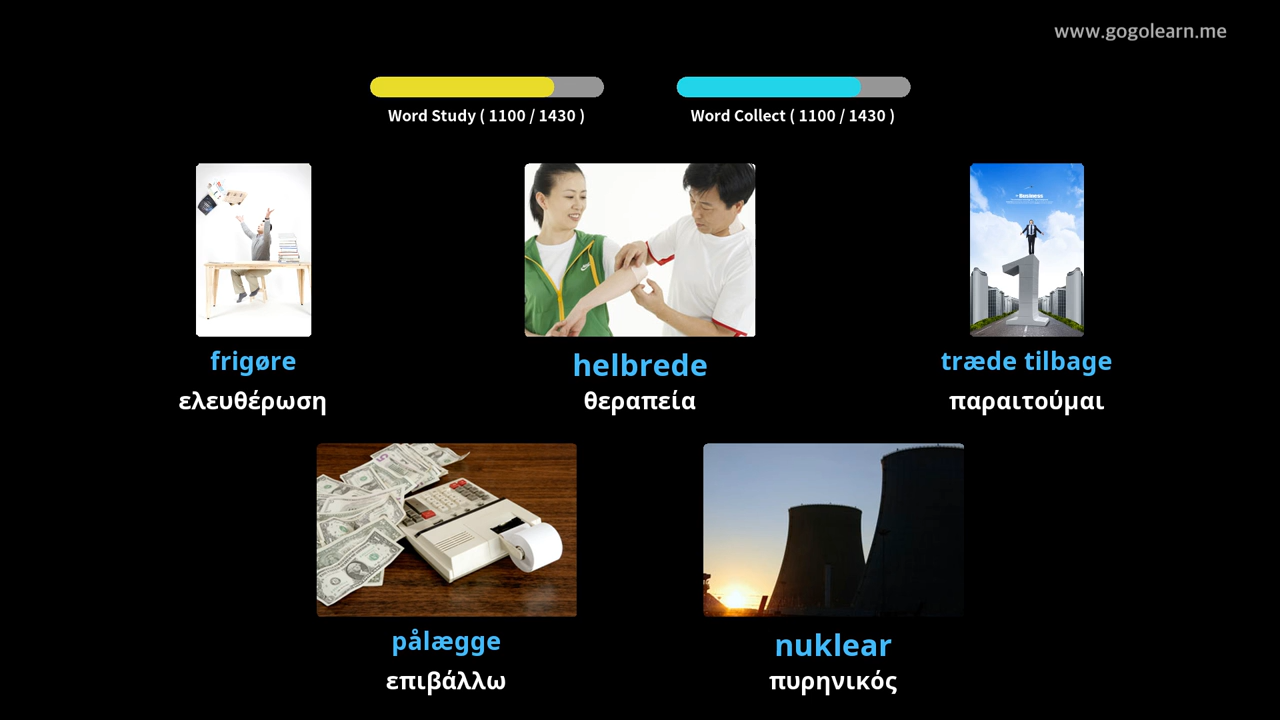 www.gogolearn.me
Word Study ( 1100 / 1430 )
Word Collect ( 1100 / 1430 )
Business
frigøre
ελευθέρωση
helbrede
θεραπεία
træde tilbage
παραιτούμαι
pålægge
επιβάλλω
nuklear
πυρηνικός